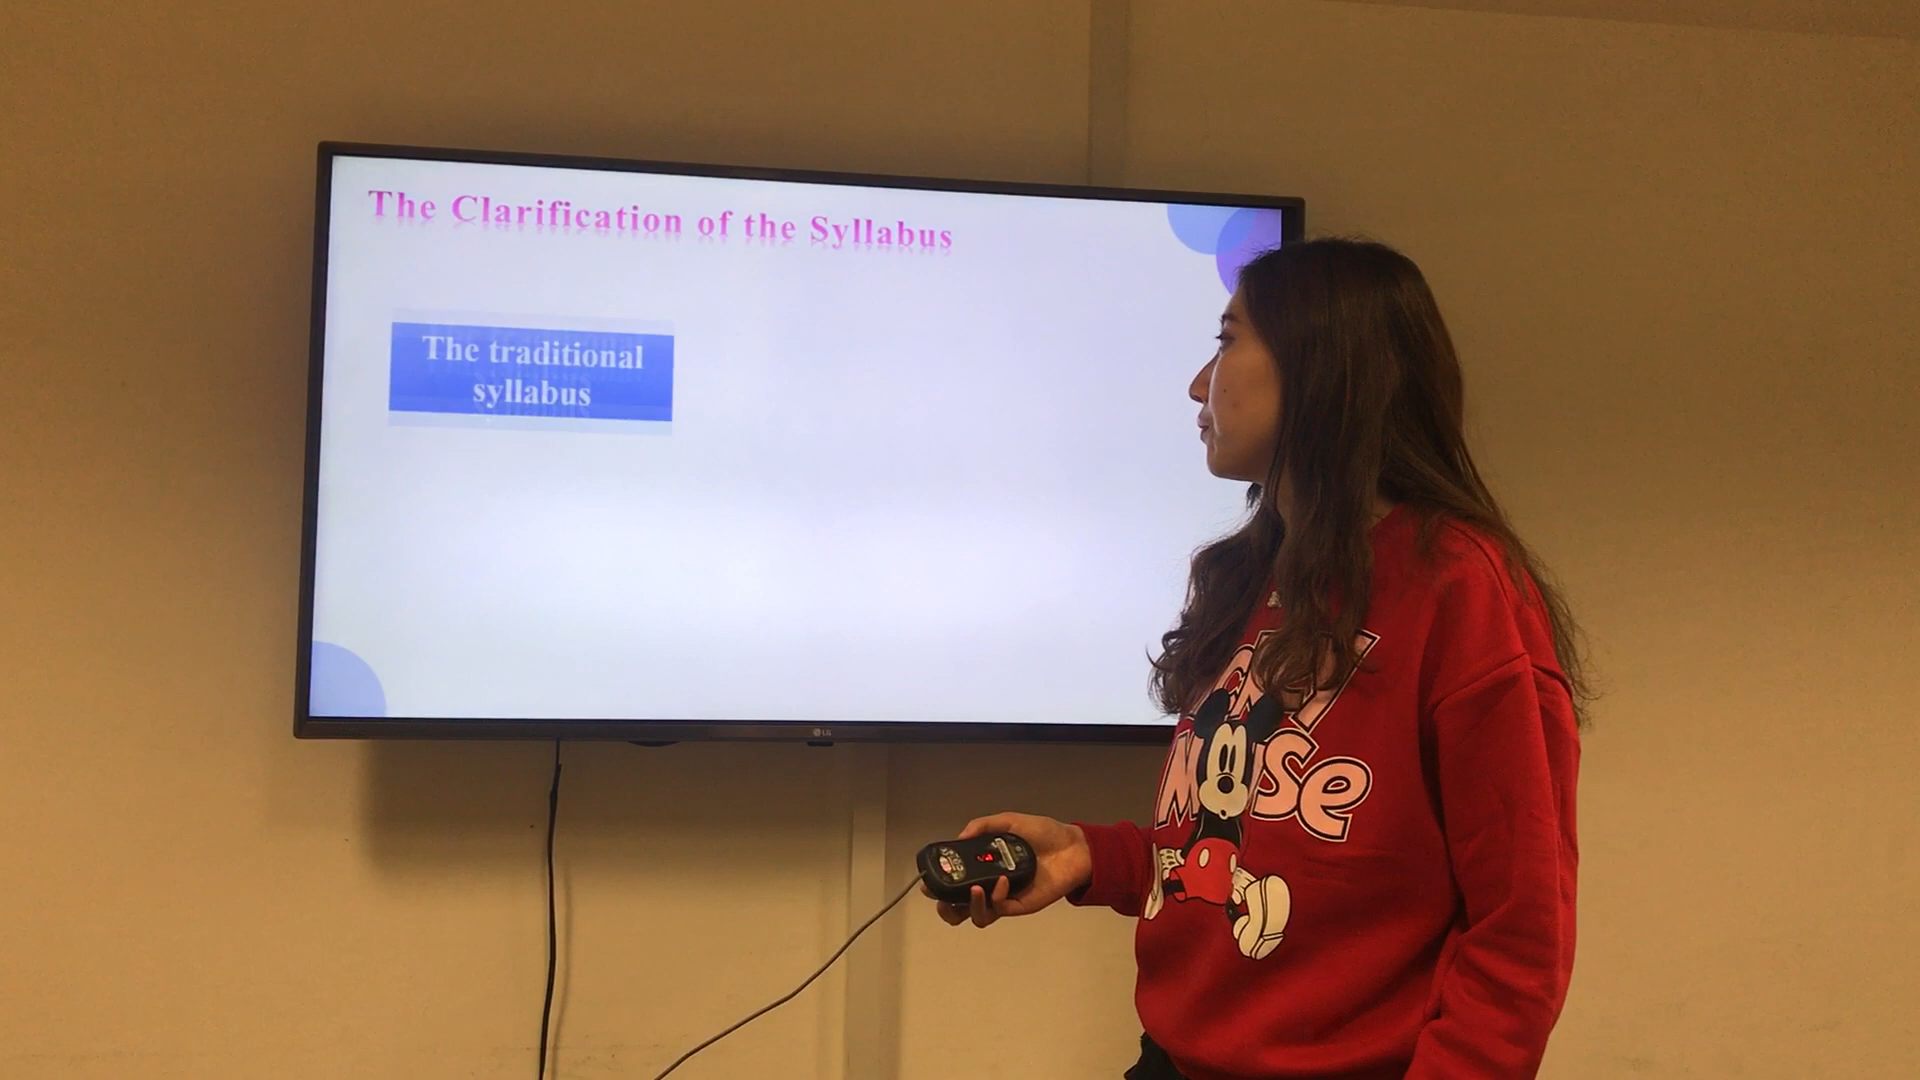 The Clarification of the Syllabus
The traditional
syllabus
LG
MOUSe